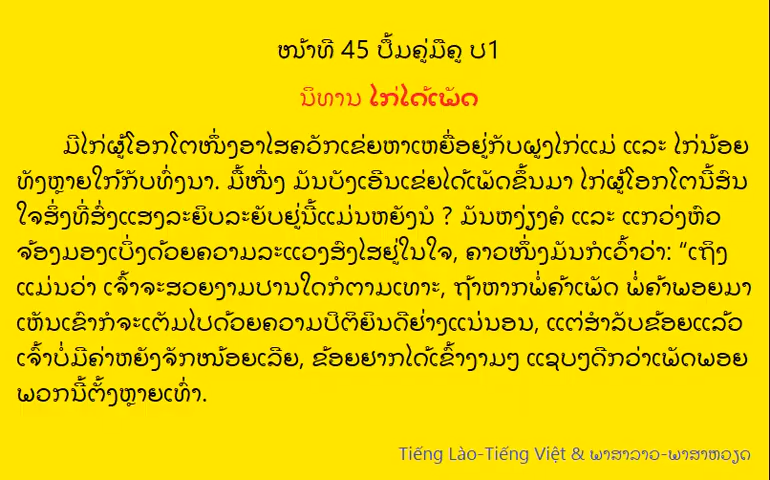 ໜ້າທີ 45 ປຶ້ມຄູ່ມືຄູ ປ1
ນິທານ ໄກ່ໄດ້ເພັດ
ມີໄກ່ຜູ້ໂອກໂຕໜຶ່ງອາໄສຄວັກເຂ່ຍຫາເຫຍື່ອຢູ່ກັບຝູງໄກ່ແມ່ ແລະ ໄກ່ນ້ອຍ
ທັງຫຼາຍໃກ້ກັບທົ່ງນາ. ມື້ໜື່ງ ມັນບັງເອີນເຂ່ຍໄດ້ເພັດຂຶ້ນມາ ໄກ່ຜູ້ໂອກໂຕນີ້ສົນ
ໃຈສິ່ງທີ່ສົ່ງແສງລະຍິບລະຍັບຢູ່ນີ້ແມ່ນຫຍັງນໍ ? ມັນຫງ່ຽງຄໍ ແລະ ແກວ່ງຫົວ
ຈ້ອງມອງເບິ່ງດ້ວຍຄວາມລະແວງສົງໄສຢູ່ໃນໃຈ, ຄາວໜຶ່ງມັນກໍເວົ້າວ່າ: “ເຖິງ
ແມ່ນວ່າ ເຈົ້າຈະສວຍງາມປານໃດກໍຕາມເທາະ, ຖ້າຫາກພໍ່ຄ້າເພັດ ພໍ່ຄ້າພອຍມາ
ເຫັນເຂົາກໍຈະເຕັມໄປດ້ວຍຄວາມປິຕິຍິນດີຢ່າງແນ່ນອນ, ແຕ່ສຳລັບຂ້ອຍແລ້ວ
ເຈົ້າບໍ່ມີຄ່າຫຍັງຈັກໜ້ອຍເລີຍ, ຂ້ອຍຢາກໄດ້ເຂົ້າງາມໆ ແຊບໆດີກວ່າເພັດພອຍ
ພວກນີ້ຕັ້ງຫຼາຍເທົ່າ.
Tiếng Lào-Tiếng Việt & ພາສາລາວ-ພາສາຫວຽດ